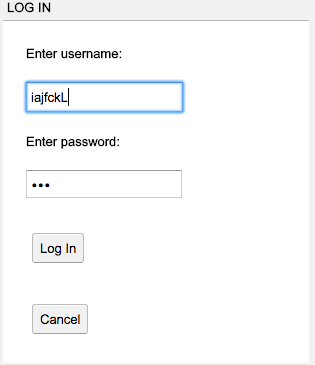 LOG IN
Enter username:
iajfckL
Enter password:
•••
Log In
Cancel